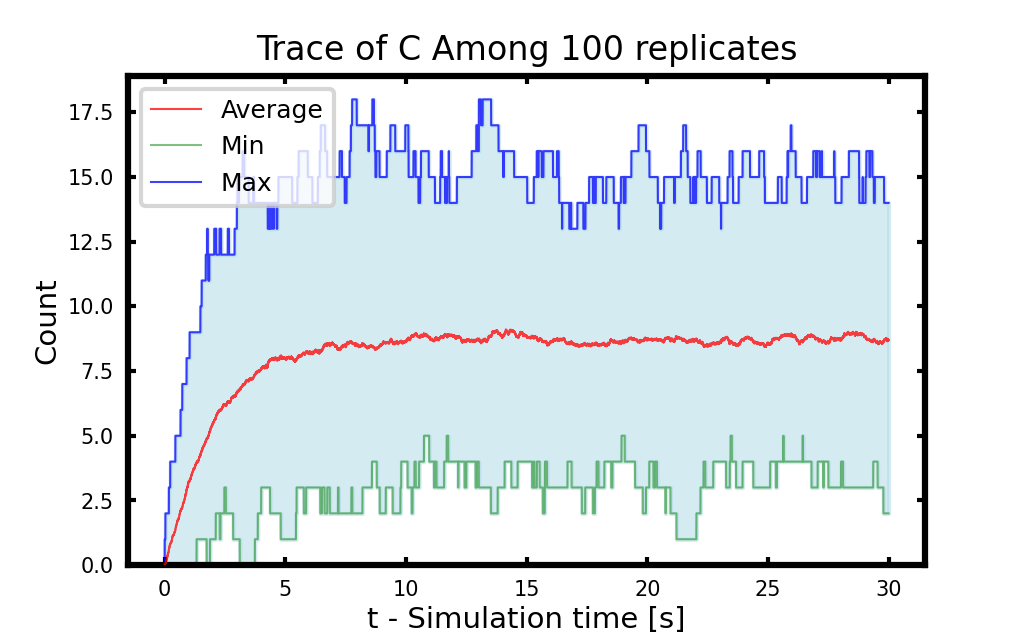 Trace of C Among 100 replicates
Average
Min
Max
Count
17.5
15.0
12.5
10.0
7.5
5.0
2.5
0.0
0 5 10 15 20 25 30
t - Simulation time [s]